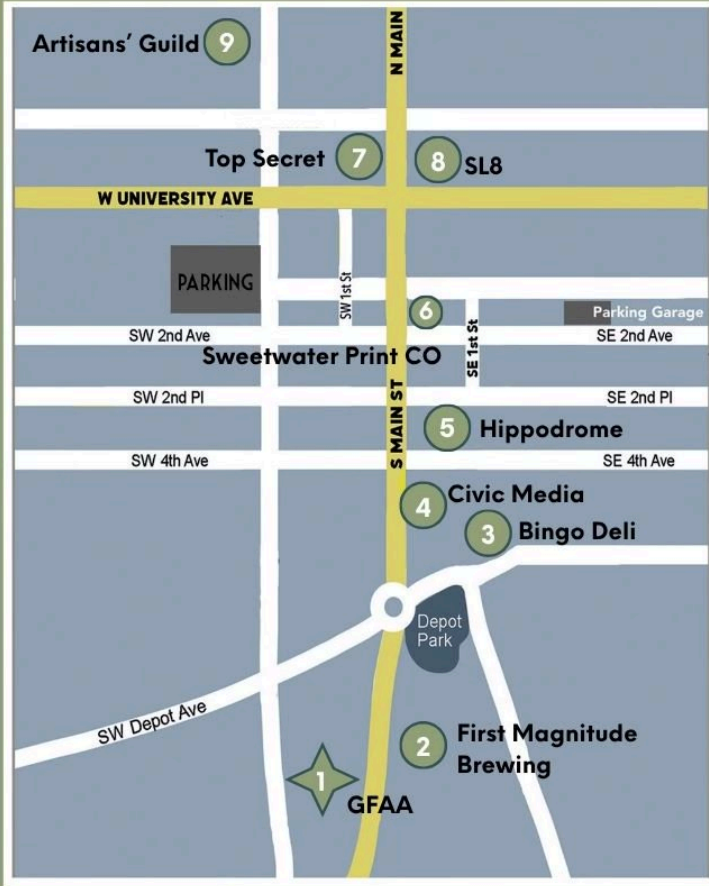 N MAIN
Artisans' Guild 9
Top Secret 7
8 SL8
W UNIVERSITY AVE
PARKING
SW 1st St
6
Parking Garage
SW 2nd Ave
SE 1st St
SE 2nd Ave
Sweetwater Print CO
SW 2nd Pl
SE 2nd Pl
S MAIN ST
5 Hippodrome
SW 4th Ave
SE 4th Ave
4 Civic Media
3 Bingo Deli
Depot
Park
SW Depot Ave
2 First Magnitude
Brewing
1
GFAA